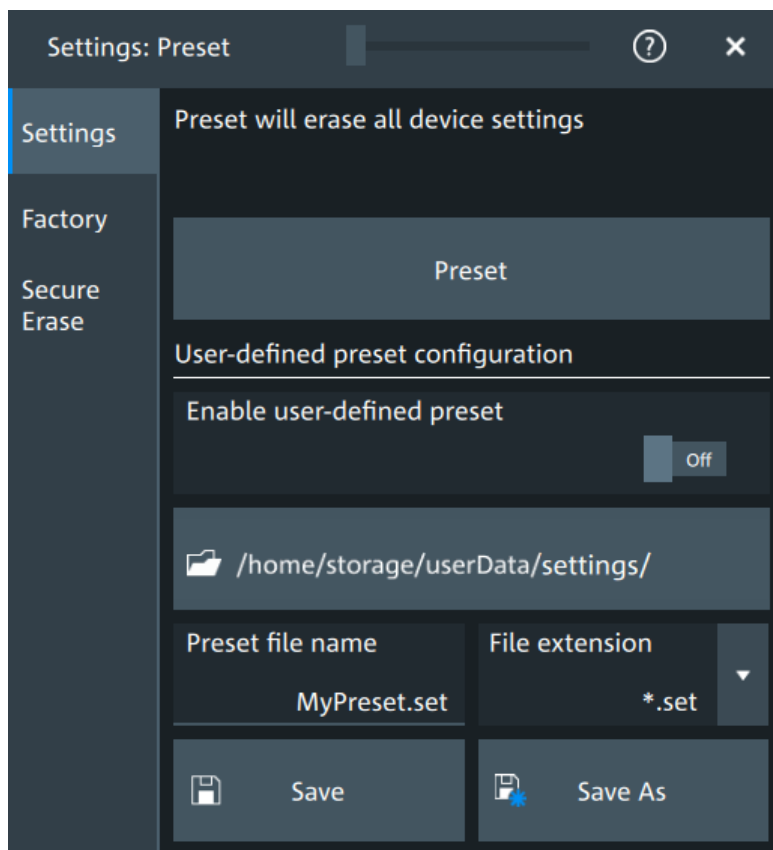 Settings: Preset
?
Settings
Factory
Secure
Erase
Preset will erase all device settings
Preset
User-defined preset configuration
Enable user-defined preset
Off
/home/storage/userData/settings/
Preset file name
MyPreset.set
File extension
*.set
Save
Save As